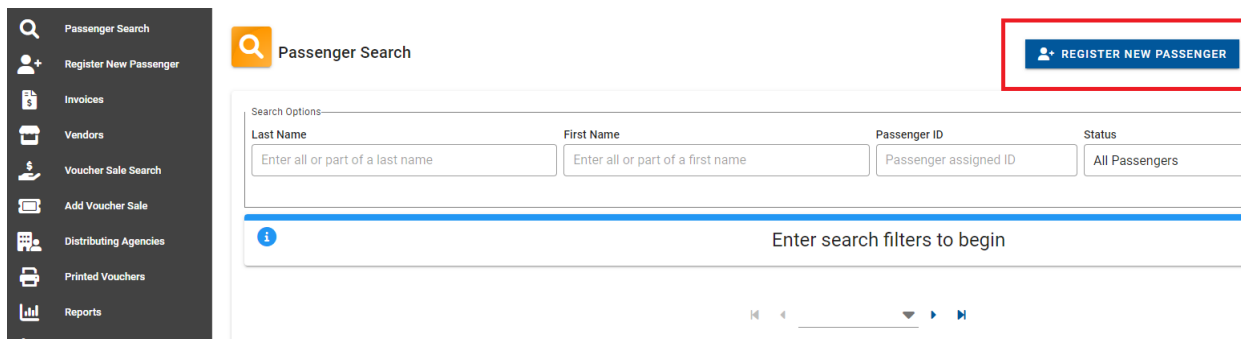 Passenger Search
Register New Passenger
Invoices
Vendors
Voucher Sale Search
Add Voucher Sale
Distributing Agencies
Printed Vouchers
Reports
Passenger Search
REGISTER NEW PASSENGER
Search Options
Last Name First Name Passenger ID Status
Enter all or part of a last name Enter all or part of a first name Passenger assigned ID All Passengers
Enter search filters to begin